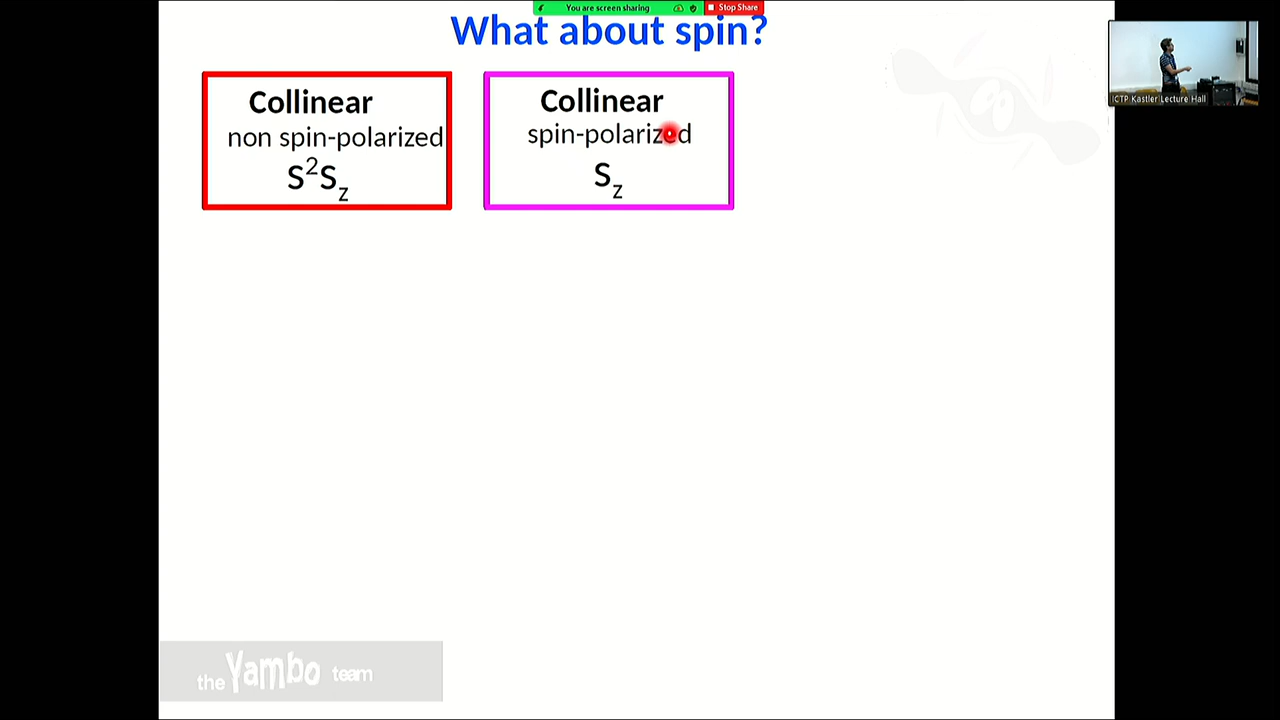 You are screen sharing
Stop Share
What about spin?
Collinear
non spin-polarized
S²S_z
Collinear
spin-polarized
S_z
ICTP Kastler Lecture Hall
the Yambo team